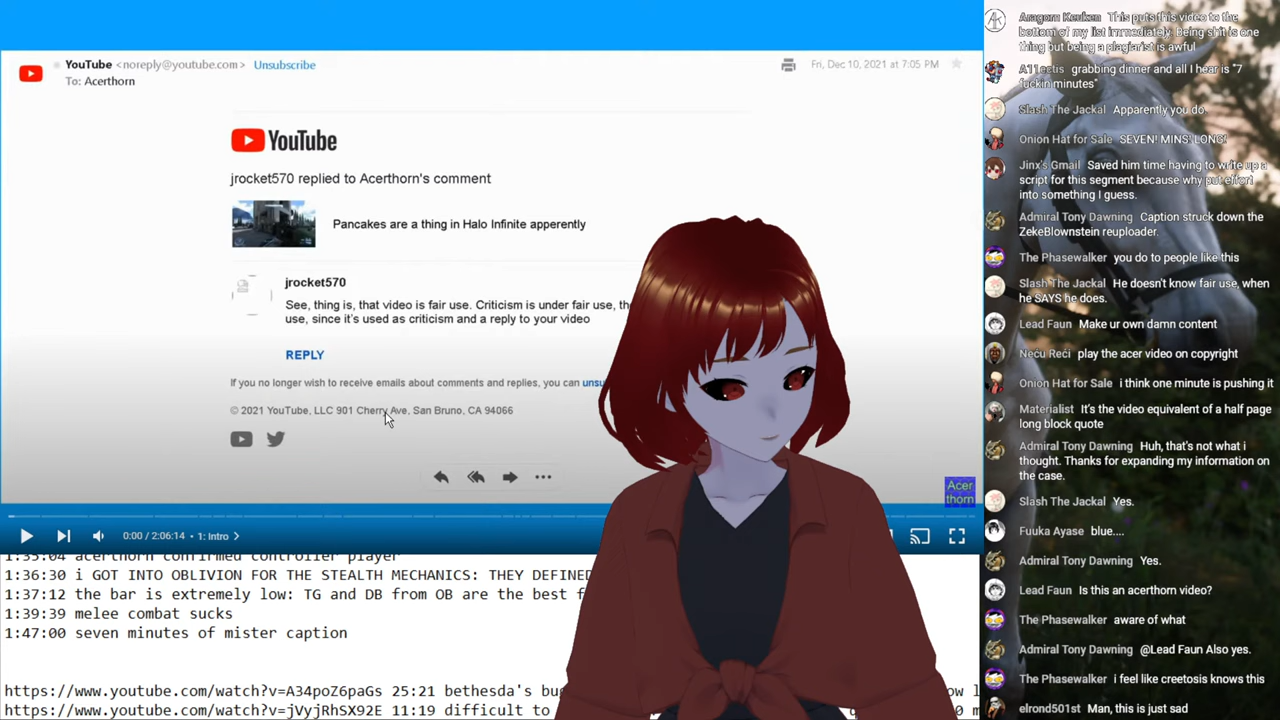 YouTube <noreply@youtube.com> Unsubscribe
Fri, Dec 10, 2021 at 7:05 PM
To: Acerthorn
YouTube
jrocket570 replied to Acerthorn's comment
Pancakes are a thing in Halo Infinite apparently
jrocket570
See, thing is, that video is fair use. Criticism is under fair use,
use, since it's used as criticism and a reply to your video
REPLY
If you no longer wish to receive emails about comments and replies, you can
© 2021 YouTube, LLC 901 Cherry Ave, San Bruno, CA 94066
Acer
thorn
0:00 / 2:06:14 • 1: Intro >
1:35:04 acerthorn confirmed controller player
1:36:30 i GOT INTO OBLIVION FOR THE STEALTH MECHANICS: THEY DEFINED
1:37:12 the bar is extremely low: TG and DB from OB are the best
1:39:39 melee combat sucks
1:47:00 seven minutes of mister caption
https://www.youtube.com/watch?v=A34poZ6paGs 25:21 bethesda's
https://www.youtube.com/watch?v=jVyjRhSX92E 11:19 difficult to
Aragorn Keuken This puts this video to the
bottom of my list immediately. Being shit is one
thing but being a plagiarist is awful
A11ectis grabbing dinner and all I hear is "7
fuckin minutes"
Slash The Jackal Apparently you do.
Onion Hat for Sale SEVEN! MINS! LONG!
Jinx's Gmail Saved him time having to write up a
script for this segment because why put effort
into something I guess.
Admiral Tony Dawning Caption struck down the
ZekeBlownstein reuploader.
The Phasewalker you do to people like this
Slash The Jackal He doesn't know fair use, when
he SAYS he does.
Lead Faun Make ur own damn content
Neću Reći play the acer video on copyright
Onion Hat for Sale i think one minute is pushing it
Materialist It's the video equivalent of a half page
long block quote
Admiral Tony Dawning Huh, that's not what i
thought. Thanks for expanding my information on
the case.
Slash The Jackal Yes.
Fuuka Ayase blue....
Admiral Tony Dawning Yes.
Lead Faun Is this an acerthorn video?
The Phasewalker aware of what
Admiral Tony Dawning @Lead Faun Also yes.
The Phasewalker i feel like creetosis knows this
elrond501st Man, this is just sad